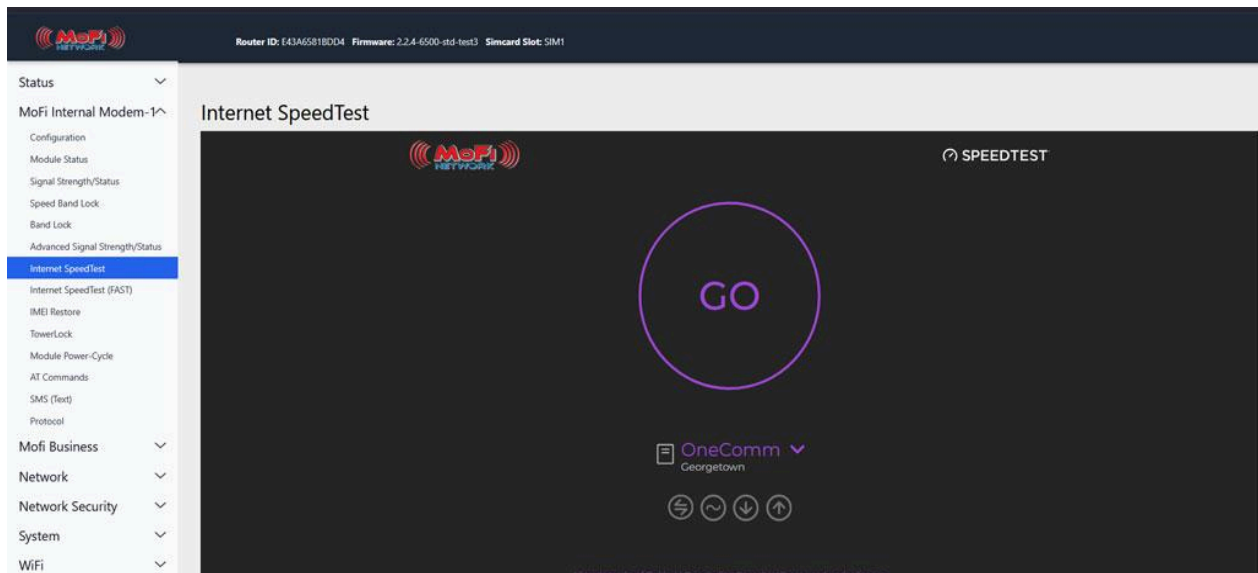 MoFi
NETWORK
Router ID: E43A65818DD4 Firmware: 2.2.4-6500-std-test3 Simcard Slot: SIM1
Status
MoFi Internal Modem-1
Configuration
Module Status
Signal Strength/Status
Speed Band Lock
Band Lock
Advanced Signal Strength/Status
Internet SpeedTest
Internet SpeedTest (FAST)
IMEI Restore
TowerLock
Module Power-Cycle
AT Commands
SMS (Text)
Protocol
Mofi Business
Network
Network Security
System
WiFi
Internet SpeedTest
MoFi
NETWORK
SPEEDTEST
GO
OneComm
Georgetown